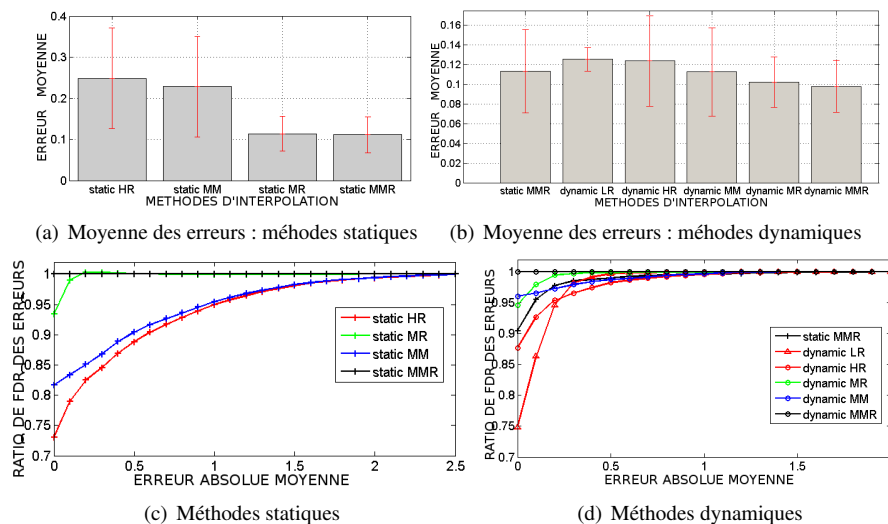 0.4
0.3
0.2
0.1
0
ERREUR MOYENNE
static HR
static MM
static MR
static MMR
METHODES D'INTERPOLATION
(a) Moyenne des erreurs : méhodes statiques
0.16
0.14
0.12
0.1
0.08
0.06
0.04
0.02
0
ERREUR MOYENNE
static MMR
dynamic LR
dynamic HR
dynamic MM
dynamic MR
dynamic MMR
METHODES D'INTERPOLATION
(b) Moyenne des erreurs : méhodes dynamiques
1
0.95
0.9
0.85
0.8
0.75
0.7
RATIO DE FDR DES ERREURS
static HR
static MR
static MM
static MMR
0
0.5
1
1.5
2
2.5
ERREUR ABSOLUE MOYENNE
(c) Méthodes statiques
1
0.95
0.9
0.85
0.8
0.75
0.7
RATIO DE FDR DES ERREURS
static MMR
dynamic LR
dynamic HR
dynamic MR
dynamic MM
dynamic MMR
0
0.5
1
1.5
ERREUR ABSOLUE MOYENNE
(d) Méthodes dynamiques